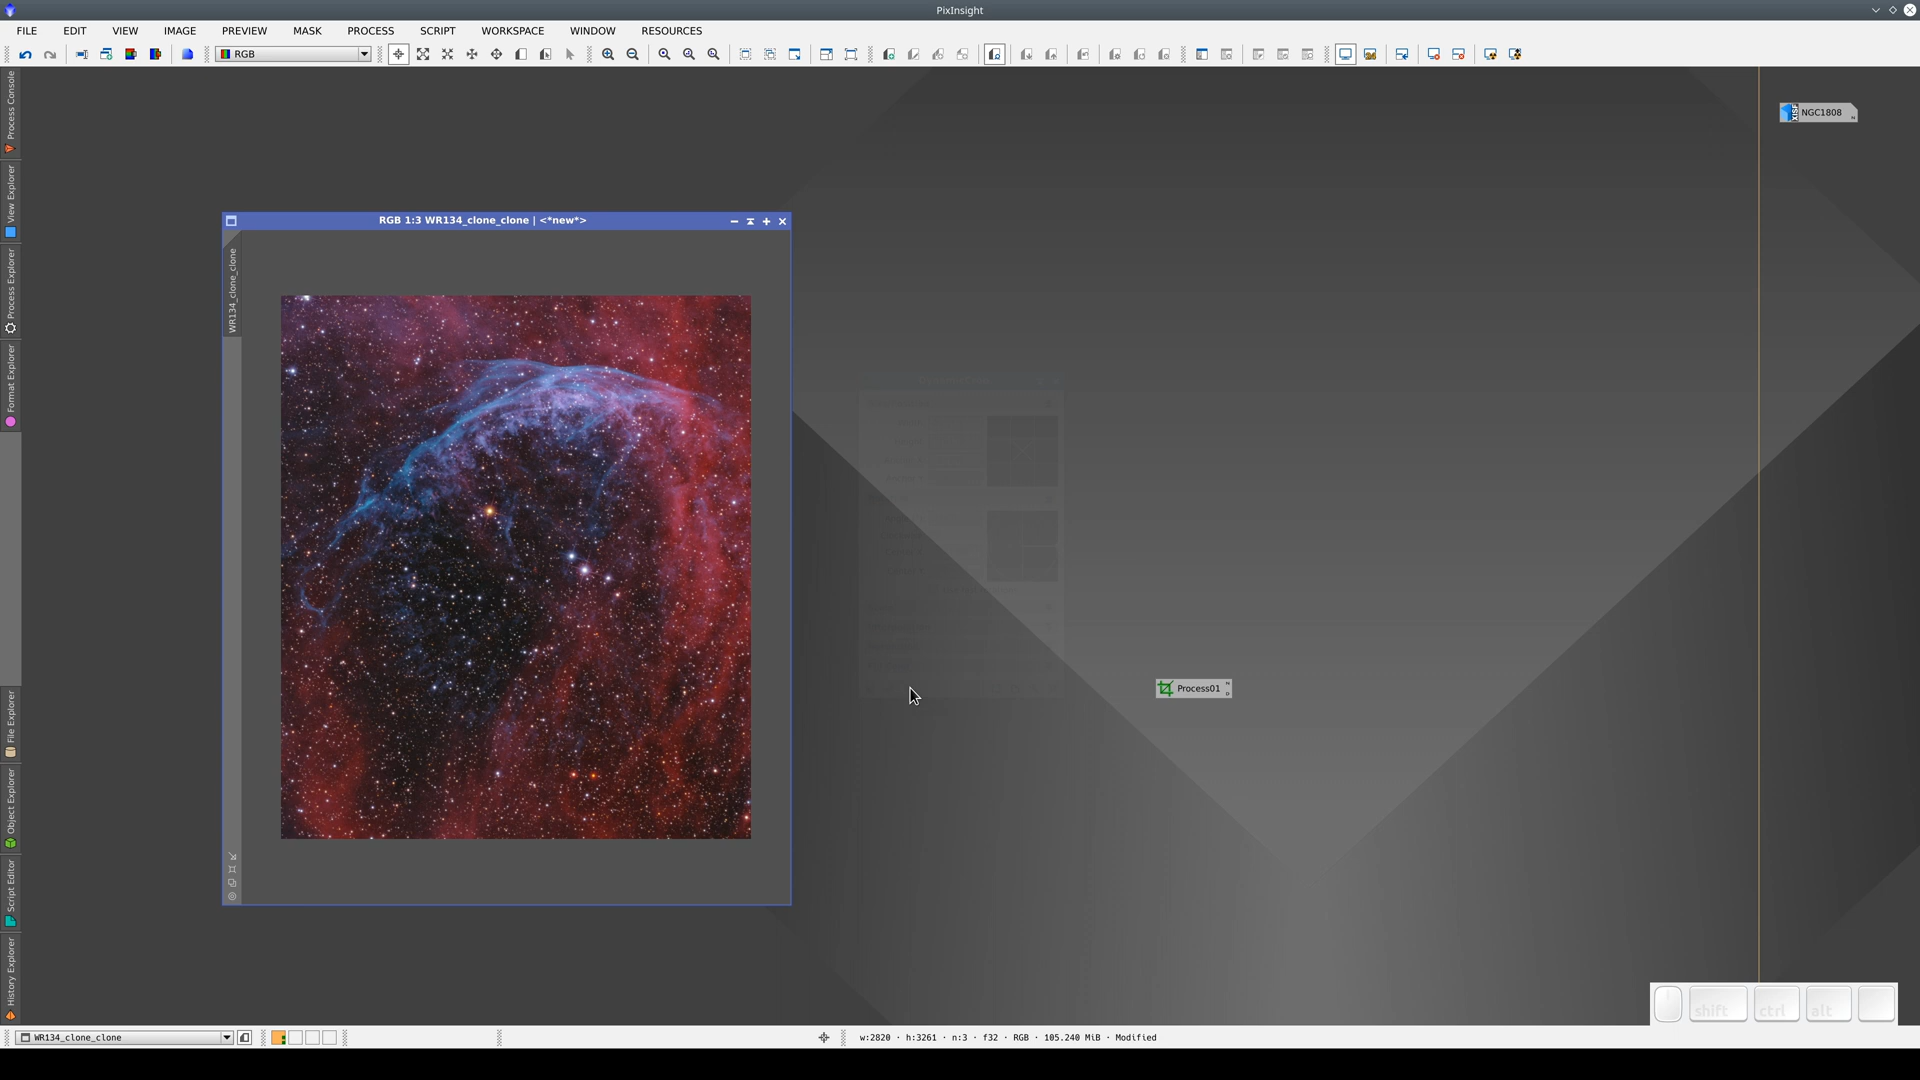 PixInsight
FILE EDIT VIEW IMAGE PREVIEW MASK PROCESS SCRIPT WORKSPACE WINDOW RESOURCES
RGB
Process Console
View Explorer
Process Explorer
Format Explorer
File Explorer
Object Explorer
Script Editor
History Explorer
XISF NGC1808
RGB 1:3 WR134_clone_clone | <*new*>
WR134_clone_clone
Process01
shift ctrl alt
WR134_clone_clone
w:2820 · h:3261 · n:3 · f32 · RGB · 105.240 MiB · Modified